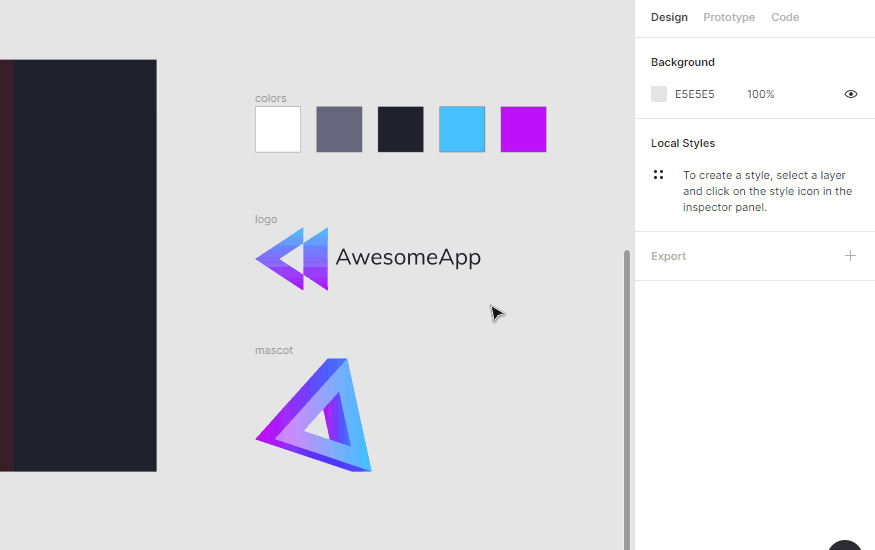 Design Prototype Code
Background
E5E5E5 100%
Local Styles
To create a style, select a layer
and click on the style icon in the
inspector panel.
Export
colors
logo
AwesomeApp
mascot